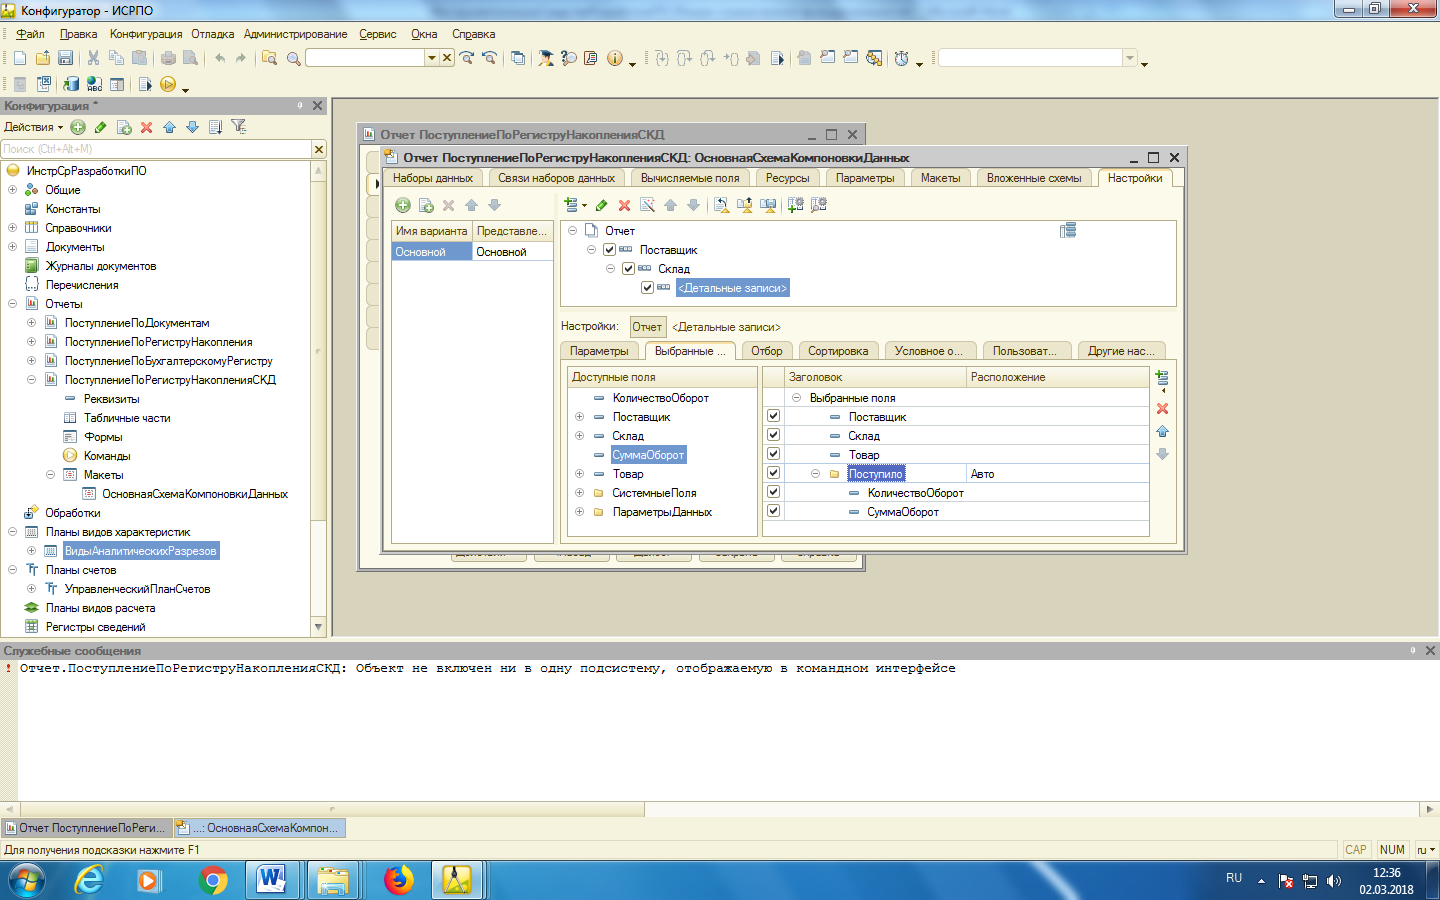 Конфигуратор - ИСРПО
Файл Правка Конфигурация Отладка Администрирование Сервис Окна Справка
Конфигурация *
Действия
Поиск (Ctrl+Alt+M)
ИнстрСрРазработкиПО
Общие
Константы
Справочники
Документы
Журналы документов
Перечисления
Отчеты
ПоступлениеПоДокументам
ПоступлениеПоРегиструНакопления
ПоступлениеПоБухгалтерскомуРегистру
ПоступлениеПоРегиструНакопленияСКД
Реквизиты
Табличные части
Формы
Команды
Макеты
ОсновнаяСхемаКомпоновкиДанных
Обработки
Планы видов характеристик
ВидыАналитическихРазрезов
Планы счетов
УправленческийПланСчетов
Планы видов расчета
Регистры сведений
Отчет ПоступлениеПоРегиструНакопленияСКД
Отчет ПоступлениеПоРегиструНакопленияСКД: ОсновнаяСхемаКомпоновкиДанных
Наборы данных Связи наборов данных Вычисляемые поля Ресурсы Параметры Макеты Вложенные схемы Настройки
Имя варианта Представле...
Основной Основной
Отчет
Поставщик
Склад
<Детальные записи>
Настройки: Отчет <Детальные записи>
Параметры Выбранные ... Отбор Сортировка Условное о... Пользоват... Другие нас...
Доступные поля
КоличествоОборот
Поставщик
Склад
СуммаОборот
Товар
СистемныеПоля
ПараметрыДанных
Заголовок Расположение
Выбранные поля
Поставщик
Склад
Товар
Поступило Авто
КоличествоОборот
СуммаОборот
Служебные сообщения
! Отчет.ПоступлениеПоРегиструНакопленияСКД: Объект не включен ни в одну подсистему, отображаемую в командном интерфейсе
Отчет ПоступлениеПоРеги... ...: ОсновнаяСхемаКомпон...
Для получения подсказки нажмите F1
CAP NUM ru
RU
12:36
02.03.2018